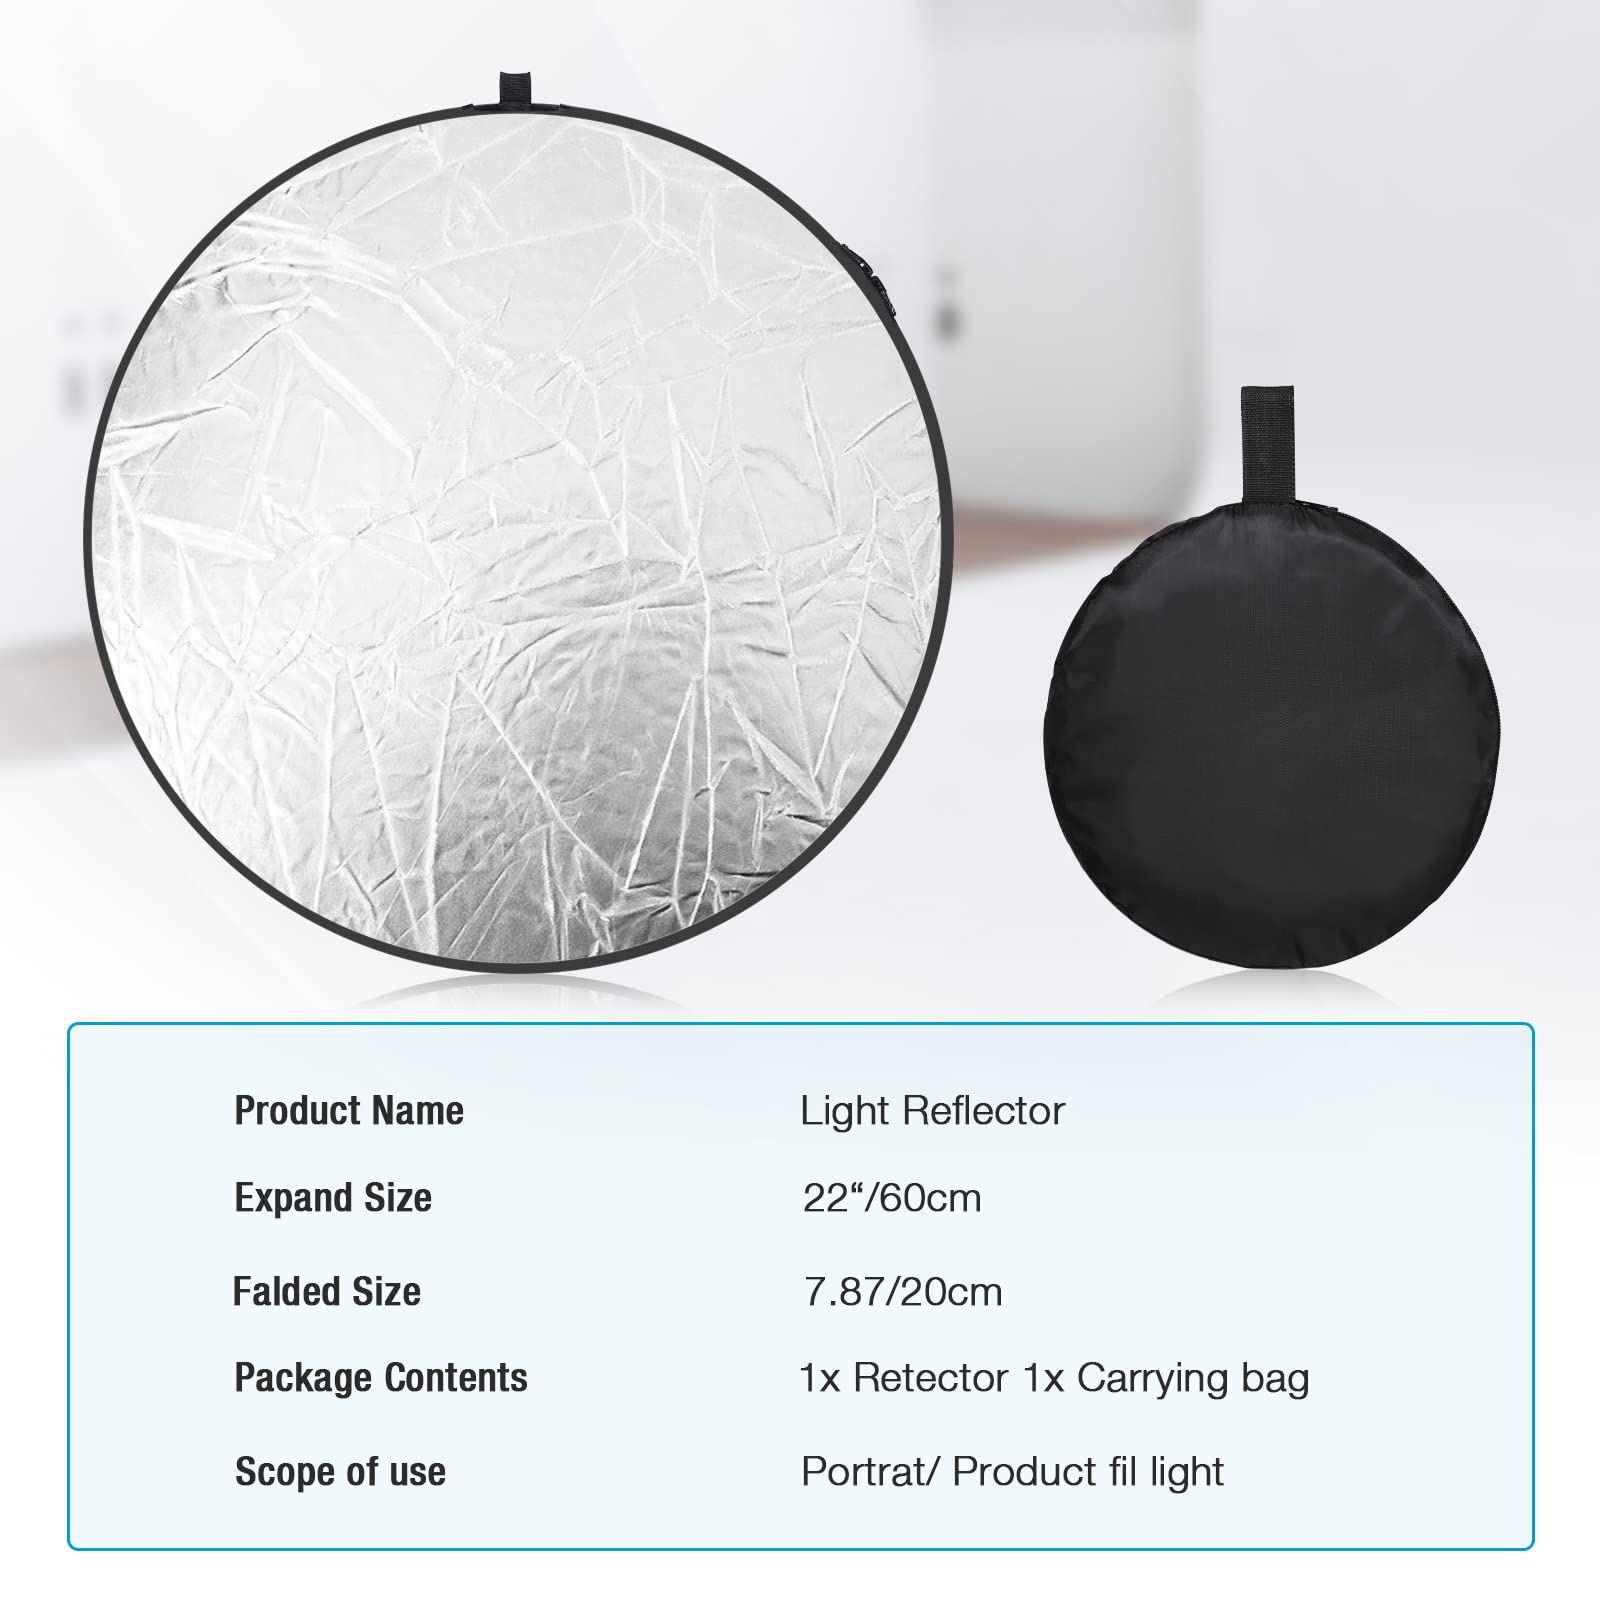 Product Name Light Reflector
Expand Size 22“/60cm
Falded Size 7.87/20cm
Package Contents 1x Retector 1x Carrying bag
Scope of use Portrat/ Product fil light